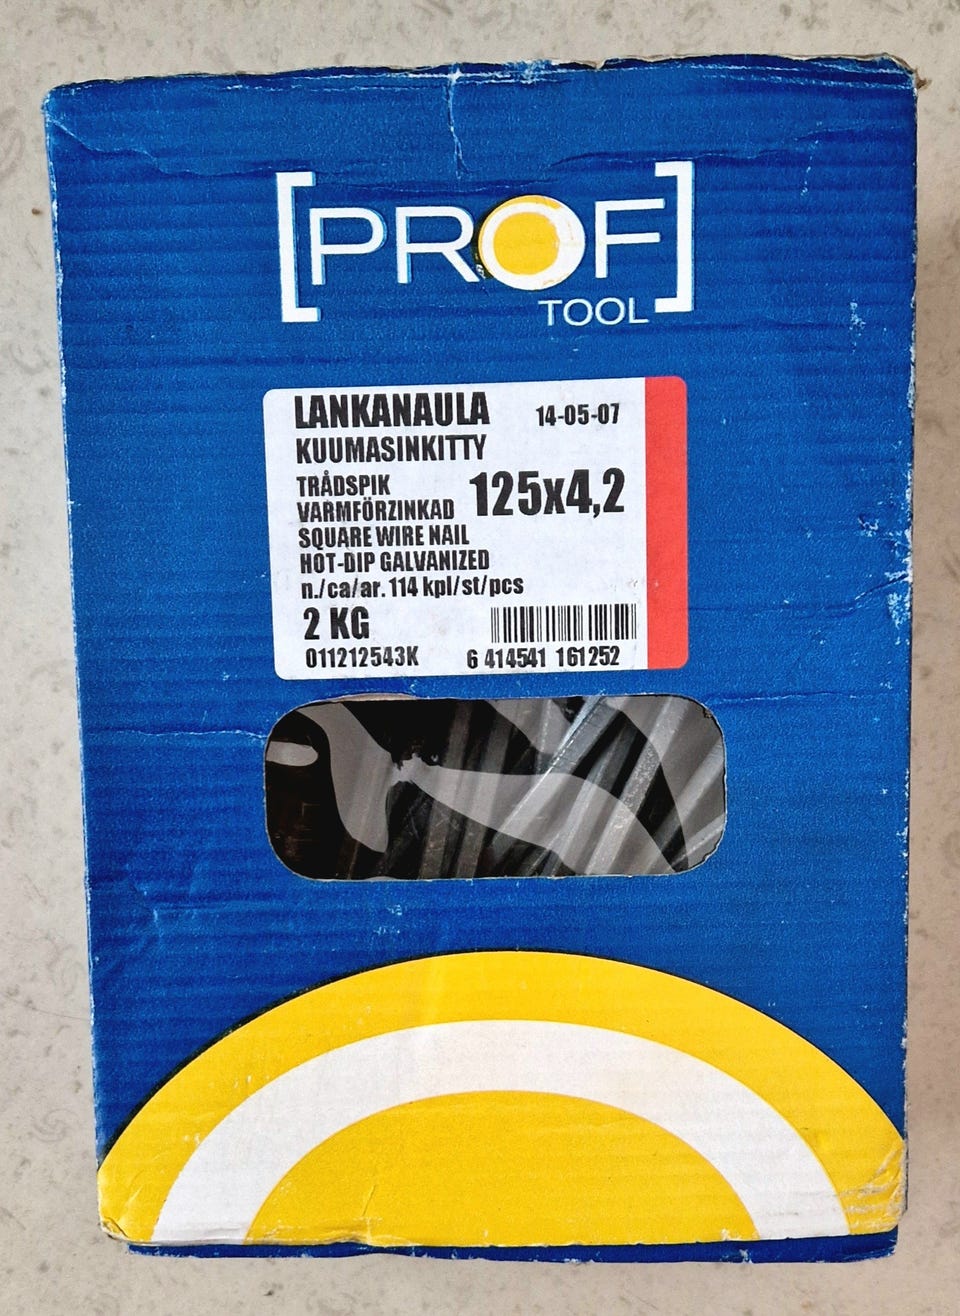 [PROF]
TOOL
LANKANAULA 14-05-07
KUUMASINKITTY
TRÅDSPIK
VARMFÖRZINKAD 125x4,2
SQUARE WIRE NAIL
HOT-DIP GALVANIZED
n./ca/ar. 114 kpl/st/pcs
2 KG
011212543K 6 414541 161252